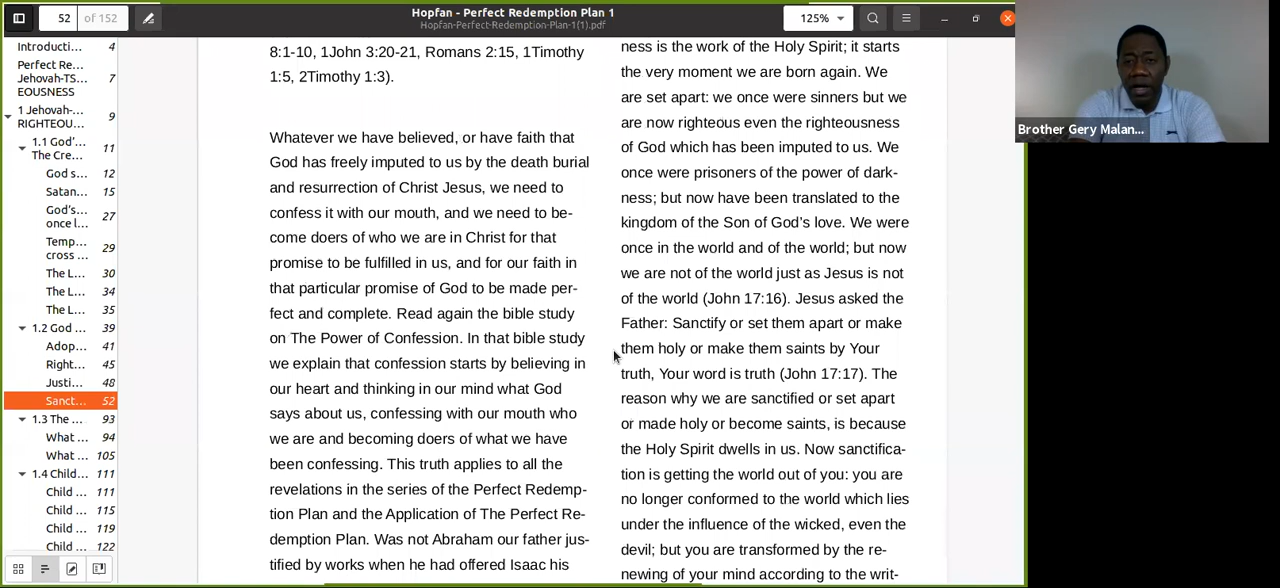 52
of 152
Hopfan - Perfect Redemption Plan 1
Hopfan-Perfect-Redemption-Plan-1(1).pdf
125%
Introducti... 4
Perfect Re...
Jehovah-TS... 7
EOUSNESS
1 Jehovah-... 9
RIGHTEOU...
1.1 God'... 11
The Cre...
God s... 12
Satan... 15
God's... 27
once l...
Temp... 29
cross ...
The L... 30
The L... 34
The L... 35
1.2 God ... 39
Adop... 41
Right... 45
Justi... 48
Sanct... 52
1.3 The ... 93
What ... 94
What ... 105
1.4 Child... 111
Child ... 111
Child ... 115
Child ... 119
Child ... 122
8:1-10, 1John 3:20-21, Romans 2:15, 1Timothy
1:5, 2Timothy 1:3).
Whatever we have believed, or have faith that
God has freely imputed to us by the death burial
and resurrection of Christ Jesus, we need to
confess it with our mouth, and we need to be-
come doers of who we are in Christ for that
promise to be fulfilled in us, and for our faith in
that particular promise of God to be made per-
fect and complete. Read again the bible study
on The Power of Confession. In that bible study
we explain that confession starts by believing in
our heart and thinking in our mind what God
says about us, confessing with our mouth who
we are and becoming doers of what we have
been confessing. This truth applies to all the
revelations in the series of the Perfect Redemp-
tion Plan and the Application of The Perfect Re-
demption Plan. Was not Abraham our father jus-
tified by works when he had offered Isaac his
ness is the work of the Holy Spirit; it starts
the very moment we are born again. We
are set apart: we once were sinners but we
are now righteous even the righteousness
of God which has been imputed to us. We
once were prisoners of the power of dark-
ness; but now have been translated to the
kingdom of the Son of God's love. We were
once in the world and of the world; but now
we are not of the world just as Jesus is not
of the world (John 17:16). Jesus asked the
Father: Sanctify or set them apart or make
them holy or make them saints by Your
truth, Your word is truth (John 17:17). The
reason why we are sanctified or set apart
or made holy or become saints, is because
the Holy Spirit dwells in us. Now sanctifica-
tion is getting the world out of you: you are
no longer conformed to the world which lies
under the influence of the wicked, even the
devil; but you are transformed by the re-
newing of your mind according to the writ-
Brother Gery Malan...